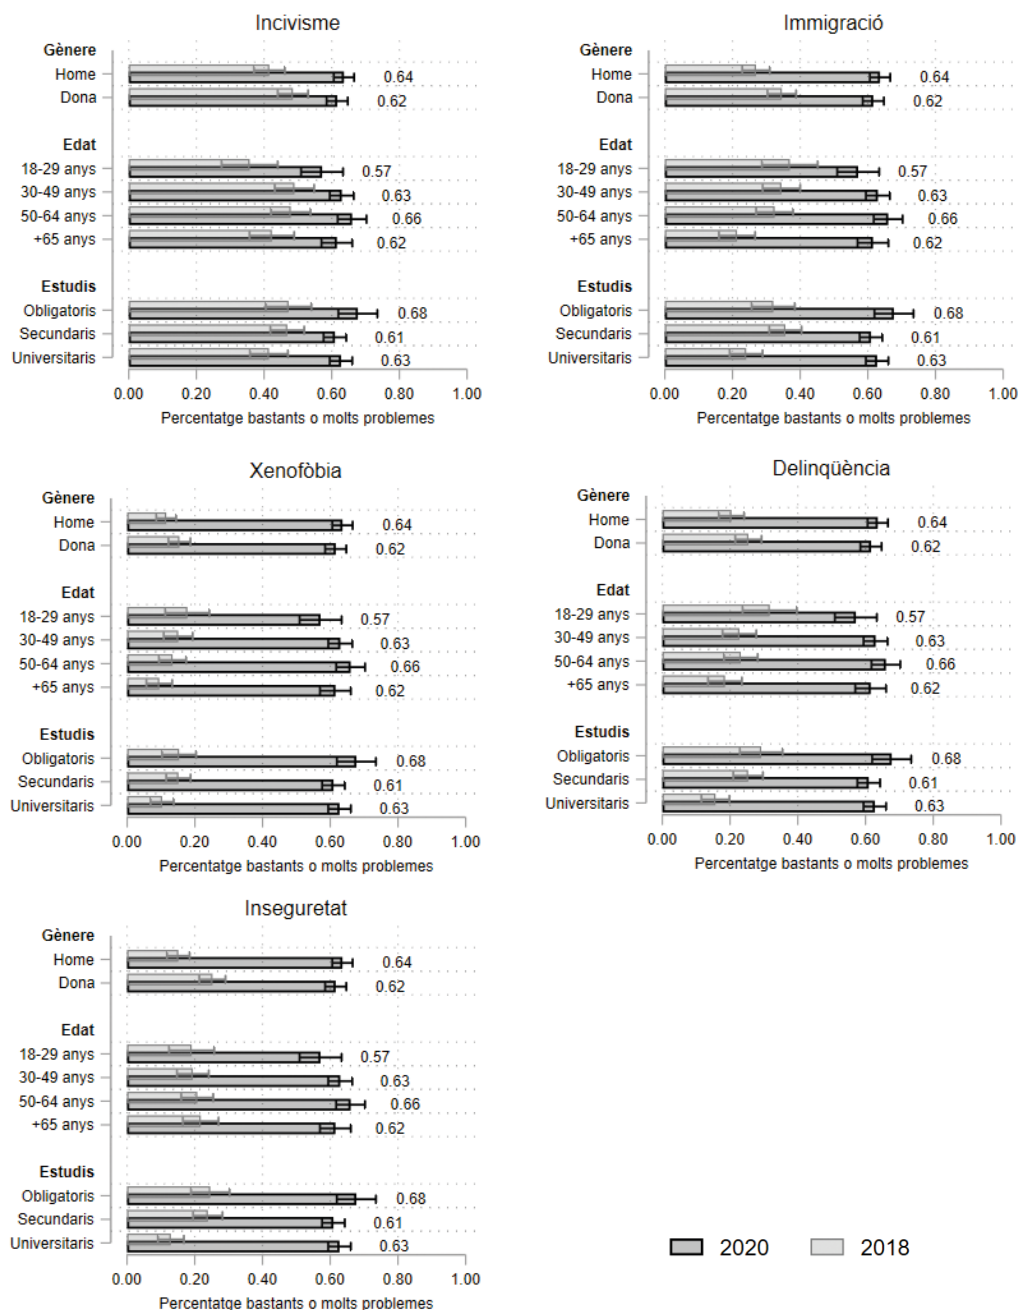 Incivisme
Gènere
Home 0.64
Dona 0.62
Edat
18-29 anys 0.57
30-49 anys 0.63
50-64 anys 0.66
+65 anys 0.62
Estudis
Obligatoris 0.68
Secundaris 0.61
Universitaris 0.63
0.00 0.20 0.40 0.60 0.80 1.00
Percentatge bastants o molts problemes
Immigració
Gènere
Home 0.64
Dona 0.62
Edat
18-29 anys 0.57
30-49 anys 0.63
50-64 anys 0.66
+65 anys 0.62
Estudis
Obligatoris 0.68
Secundaris 0.61
Universitaris 0.63
0.00 0.20 0.40 0.60 0.80 1.00
Percentatge bastants o molts problemes
Xenofòbia
Gènere
Home 0.64
Dona 0.62
Edat
18-29 anys 0.57
30-49 anys 0.63
50-64 anys 0.66
+65 anys 0.62
Estudis
Obligatoris 0.68
Secundaris 0.61
Universitaris 0.63
0.00 0.20 0.40 0.60 0.80 1.00
Percentatge bastants o molts problemes
Delinqüència
Gènere
Home 0.64
Dona 0.62
Edat
18-29 anys 0.57
30-49 anys 0.63
50-64 anys 0.66
+65 anys 0.62
Estudis
Obligatoris 0.68
Secundaris 0.61
Universitaris 0.63
0.00 0.20 0.40 0.60 0.80 1.00
Percentatge bastants o molts problemes
Inseguretat
Gènere
Home 0.64
Dona 0.62
Edat
18-29 anys 0.57
30-49 anys 0.63
50-64 anys 0.66
+65 anys 0.62
Estudis
Obligatoris 0.68
Secundaris 0.61
Universitaris 0.63
0.00 0.20 0.40 0.60 0.80 1.00
Percentatge bastants o molts problemes
2020 2018